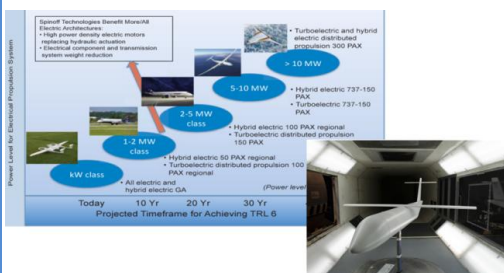 Spinoff Technologies Benefit More/All
Electric Architectures:
• High power density electric motors
replacing hydraulic actuation
• Electrical component and transmission
system weight reduction
• Turboelectric and hybrid
electric distributed
propulsion 300 PAX
> 10 MW
5-10 MW
• Hybrid electric 737-150
PAX
• Turboelectric 737-150
PAX
2-5 MW
class
• Hybrid electric 100 PAX regional
• Turboelectric distributed propulsion
150 PAX
1-2 MW
class
• Hybrid electric 50 PAX regional
• Turboelectric distributed propulsion 100
PAX regional
kW class
• All electric and
hybrid electric GA
(Power level
Power Level for Electrical Propulsion System
Today 10 Yr 20 Yr 30 Yr
Projected Timeframe for Achieving TRL 6